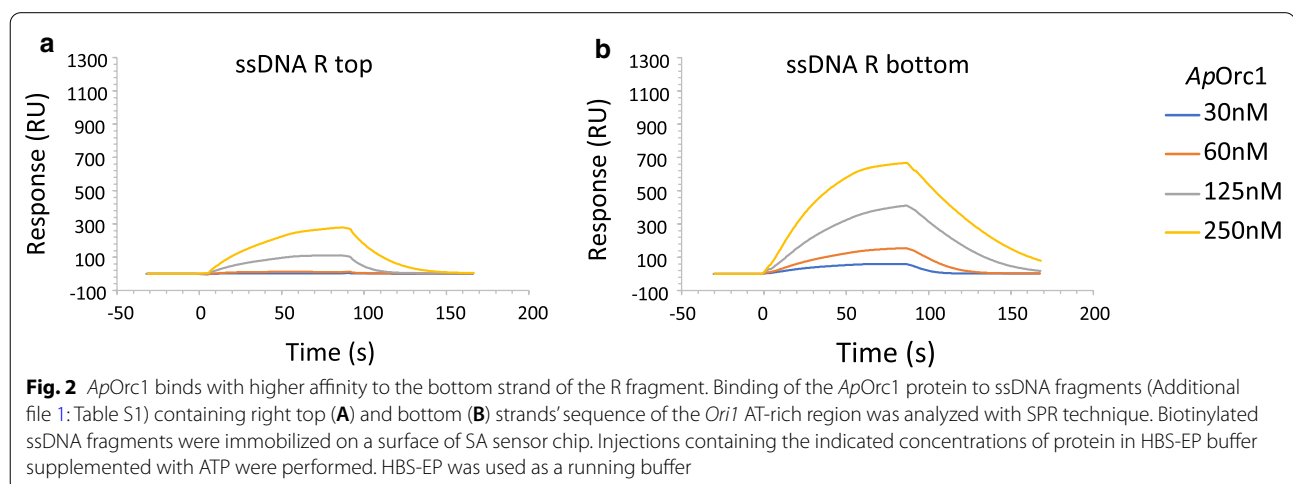 a
ssDNA R top
1300
1100
900
700
500
300
100
-100
Response (RU)
-50 0 50 100 150 200
Time (s)
b
ssDNA R bottom
1300
1100
900
700
500
300
100
-100
Response (RU)
-50 0 50 100 150 200
Time (s)
ApOrc1
30nM
60nM
125nM
250nM
Fig. 2 ApOrc1 binds with higher affinity to the bottom strand of the R fragment. Binding of the ApOrc1 protein to ssDNA fragments (Additional
file 1: Table S1) containing right top (A) and bottom (B) strands’ sequence of the Ori1 AT-rich region was analyzed with SPR technique. Biotinylated
ssDNA fragments were immobilized on a surface of SA sensor chip. Injections containing the indicated concentrations of protein in HBS-EP buffer
supplemented with ATP were performed. HBS-EP was used as a running buffer